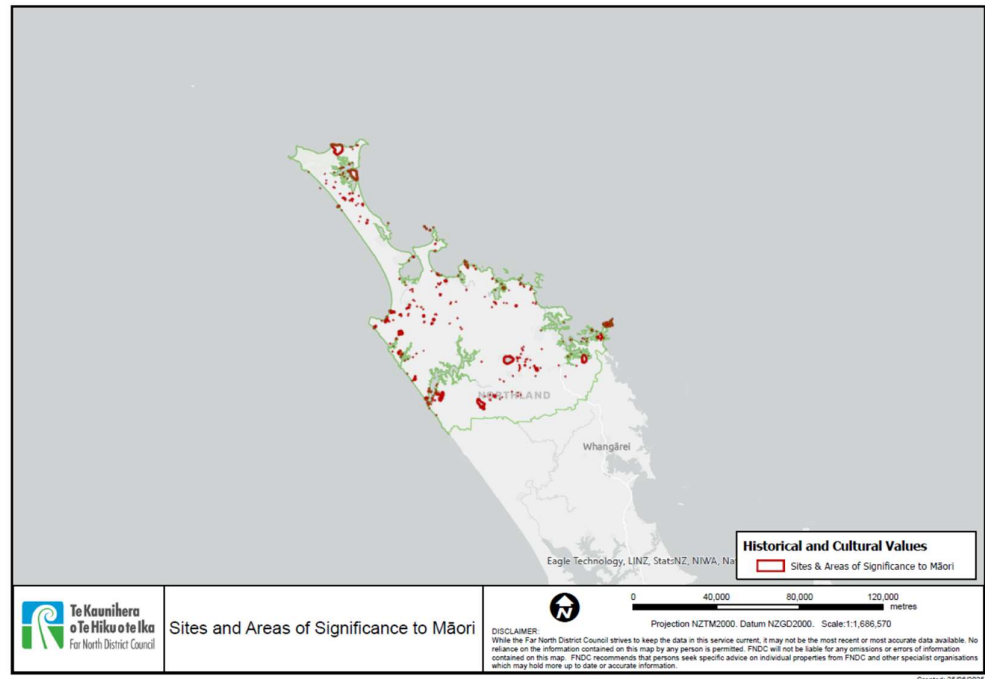 NORTHLAND
Whangārei
Eagle Technology, LINZ, StatsNZ, NIWA, Na
Historical and Cultural Values
Sites & Areas of Significance to Māori
Te Kaunihera
o Te Hiku o te Ika
Far North District Council
Sites and Areas of Significance to Māori
N
0 40,000 80,000 120,000
metres
Projection NZTM2000. Datum NZGD2000. Scale:1:1,686,570
DISCLAIMER:
While the Far North District Council strives to keep the data in this service current, it may not be the most recent or most accurate data available. No
reliance on the information contained on this map by any person is permitted. FNDC will not be liable for any omissions or errors of information
contained on this map. FNDC recommends that persons seek specific advice on individual properties from FNDC and other specialist organisations
which may hold more up to date or accurate information.
Created: